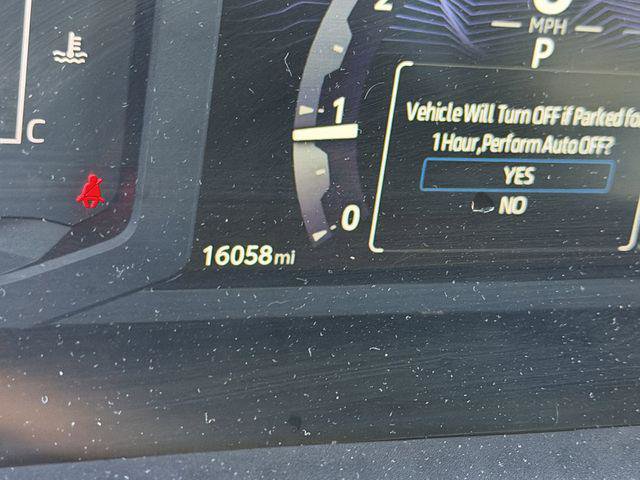 2
MPH
P
Vehicle Will Turn OFF if Parked fo
1 Hour,Perform Auto OFF?
YES
NO
1
0
C
16058 mi